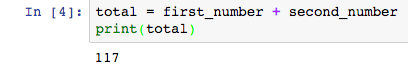 In [4]: total = first_number + second_number
print(total)
117